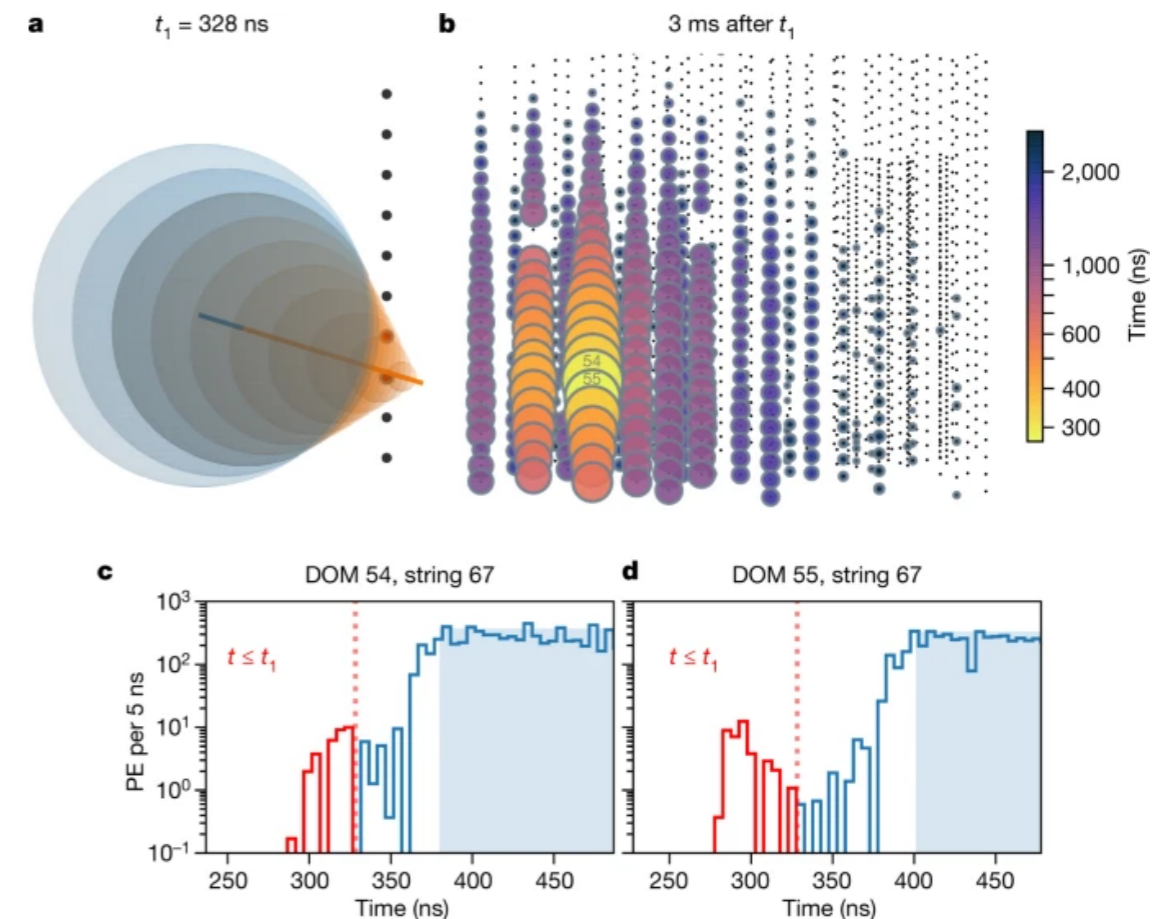 a
t₁ = 328 ns
b
3 ms after t₁
54
55
2,000
1,000
600
400
300
Time (ns)
c
DOM 54, string 67
d
DOM 55, string 67
PE per 5 ns
10³
10²
10¹
10⁰
10⁻¹
t ≤ t₁
t ≤ t₁
250 300 350 400 450
250 300 350 400 450
Time (ns)
Time (ns)